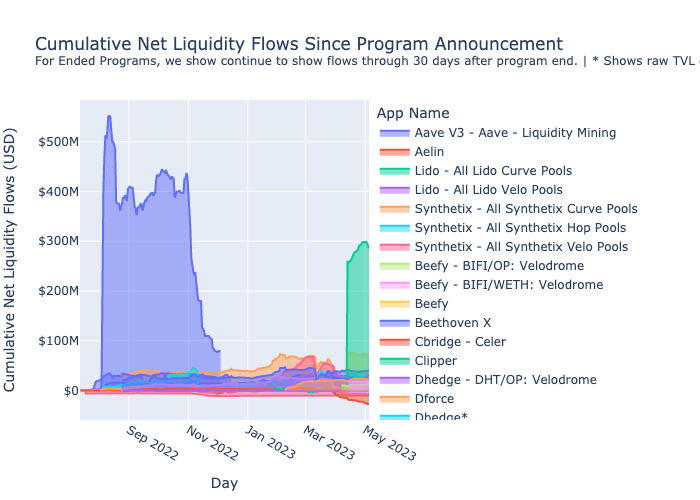 Cumulative Net Liquidity Flows Since Program Announcement
For Ended Programs, we show continue to show flows through 30 days after program end. | * Shows raw TVL
App Name
Aave V3 - Aave - Liquidity Mining
Aelin
Lido - All Lido Curve Pools
Lido - All Lido Velo Pools
Synthetix - All Synthetix Curve Pools
Synthetix - All Synthetix Hop Pools
Synthetix - All Synthetix Velo Pools
Beefy - BIFI/OP: Velodrome
Beefy - BIFI/WETH: Velodrome
Beefy
Beethoven X
Cbridge - Celer
Clipper
Dhedge - DHT/OP: Velodrome
Dforce
Dhedge*
Cumulative Net Liquidity Flows (USD)
$500M
$400M
$300M
$200M
$100M
$0
Sep 2022
Nov 2022
Jan 2023
Mar 2023
May 2023
Day